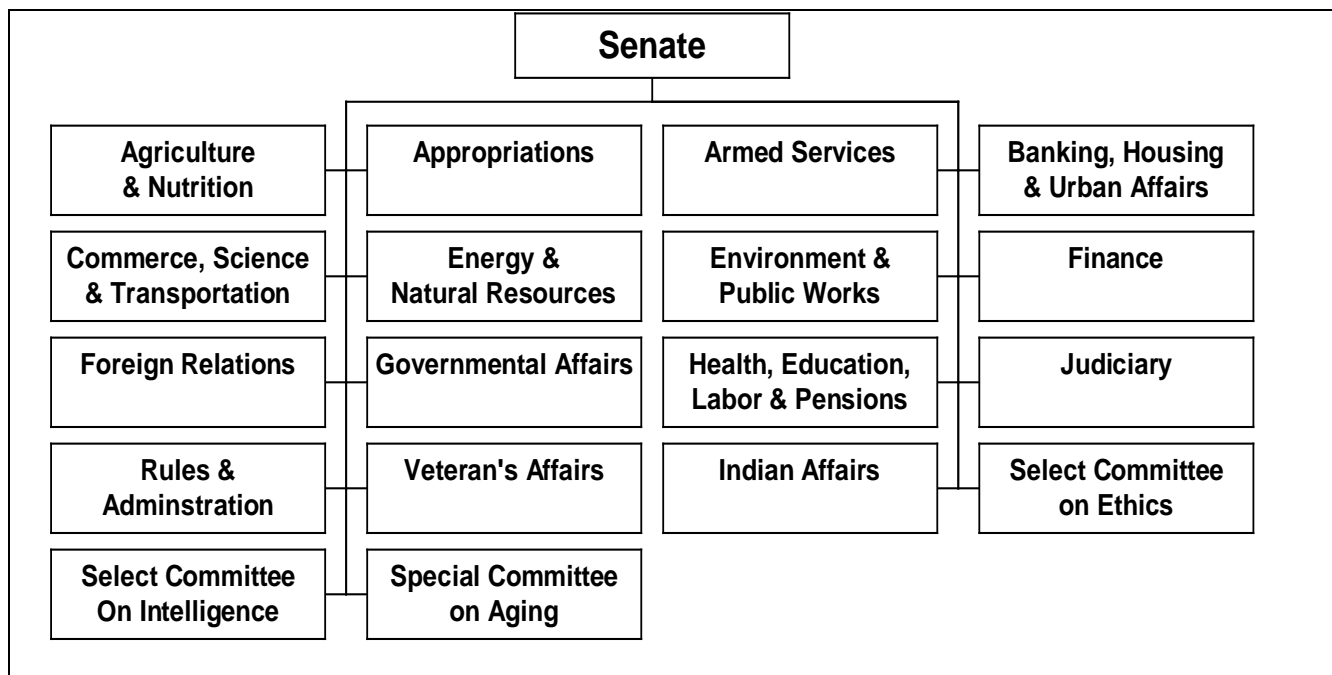 Senate
Agriculture
& Nutrition
Appropriations
Armed Services
Banking, Housing
& Urban Affairs
Commerce, Science
& Transportation
Energy &
Natural Resources
Environment &
Public Works
Finance
Foreign Relations
Governmental Affairs
Health, Education,
Labor & Pensions
Judiciary
Rules &
Adminstration
Veteran's Affairs
Indian Affairs
Select Committee
on Ethics
Select Committee
On Intelligence
Special Committee
on Aging